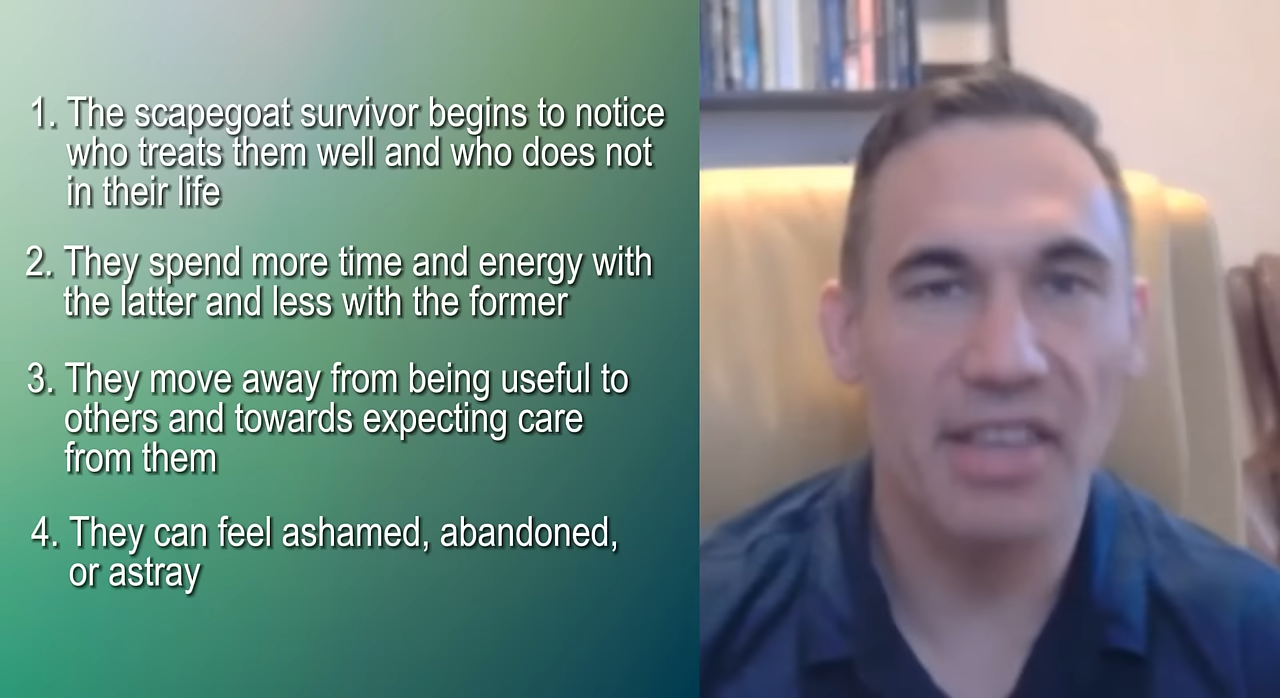 1. The scapegoat survivor begins to notice
who treats them well and who does not
in their life
2. They spend more time and energy with
the latter and less with the former
3. They move away from being useful to
others and towards expecting care
from them
4. They can feel ashamed, abandoned,
or astray